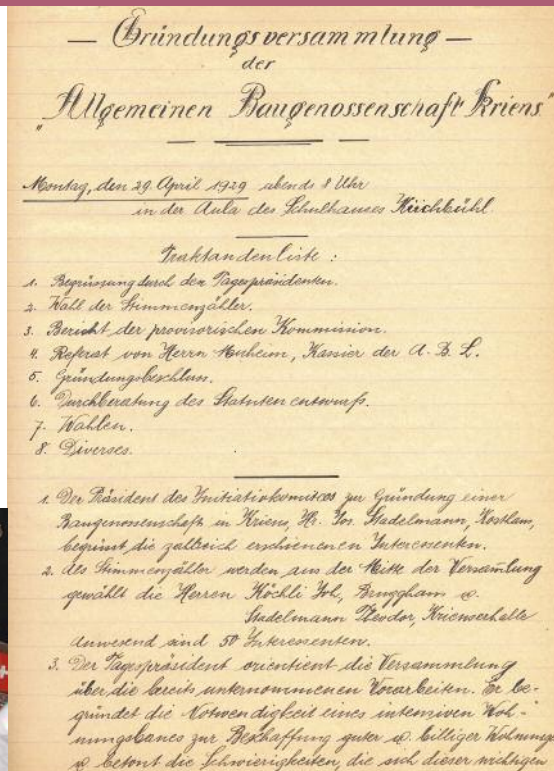 — Gründungsversammlung —
der
"Allgemeinen Baugenossenschaft Kriens"
Montag, den 29. April 1929 abends 8 Uhr
in der Aula des Schulhauses Kirchbühl.
Traktandenliste :
1. Begrüssung durch den Tagespräsidenten.
2. Wahl der Stimmenzähler.
3. Bericht der provisorischen Kommission.
4. Referat von Herrn Muheim, Kassier der A. B. L.
5. Gründungsbeschluss.
6. Durchberatung des Statutenentwurfs.
7. Wahlen.
8. Diverses.
1. Der Präsident des Initiativkomitees zur Gründung einer
Baugenossenschaft in Kriens, Hr. Jos. Stadelmann,
begrüsst die zahlreich erschienenen Interessenten.
2. Als Stimmenzähler werden aus der Mitte der Versammlung
gewählt die Herren Köchli Joh,
Stadelmann Theodor, Krienserhalle
Anwesend sind 50 Interessenten.
3. Der Tagespräsident orientiert die Versammlung
über die bereits unternommenen Vorarbeiten. Er be-
gründet die Notwendigkeit eines intensiven Woh-
nungsbaues zur Beschaffung guter u. billiger Wohnunge
u. betont die Schwierigkeiten, die sich dieser wichtigen